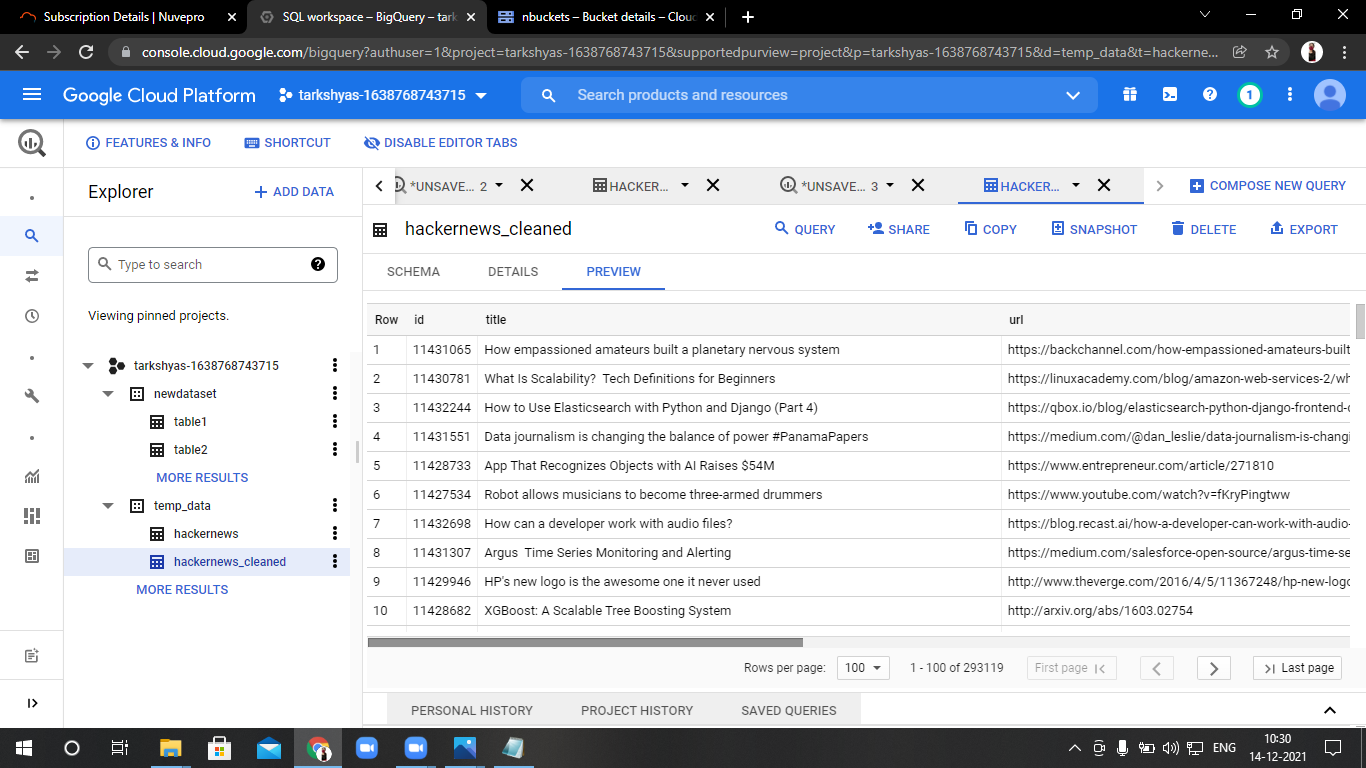 Subscription Details | Nuvepro
SQL workspace – BigQuery – tark
nbuckets – Bucket details – Clou
console.cloud.google.com/bigquery?authuser=1&project=tarkshyas-1638768743715&supportedpurview=project&p=tarkshyas-1638768743715&d=temp_data&t=hackerne...
Google Cloud Platform
tarkshyas-1638768743715
Search products and resources
1
FEATURES & INFO
SHORTCUT
DISABLE EDITOR TABS
Explorer
+ ADD DATA
*UNSAVE... 2
HACKER...
*UNSAVE... 3
HACKER...
COMPOSE NEW QUERY
hackernews_cleaned
QUERY
SHARE
COPY
SNAPSHOT
DELETE
EXPORT
Type to search
SCHEMA
DETAILS
PREVIEW
Viewing pinned projects.
tarkshyas-1638768743715
newdataset
table1
table2
MORE RESULTS
temp_data
hackernews
hackernews_cleaned
MORE RESULTS
Row id title url
1 11431065 How empassioned amateurs built a planetary nervous system https://backchannel.com/how-empassioned-amateurs-built
2 11430781 What Is Scalability?  Tech Definitions for Beginners https://linuxacademy.com/blog/amazon-web-services-2/wh
3 11432244 How to Use Elasticsearch with Python and Django (Part 4) https://qbox.io/blog/elasticsearch-python-django-frontend-
4 11431551 Data journalism is changing the balance of power #PanamaPapers https://medium.com/@dan_leslie/data-journalism-is-changi
5 11428733 App That Recognizes Objects with AI Raises $54M https://www.entrepreneur.com/article/271810
6 11427534 Robot allows musicians to become three-armed drummers https://www.youtube.com/watch?v=fKryPingtww
7 11432698 How can a developer work with audio files? https://blog.recast.ai/how-a-developer-can-work-with-audio-
8 11431307 Argus  Time Series Monitoring and Alerting https://medium.com/salesforce-open-source/argus-time-se
9 11429946 HP's new logo is the awesome one it never used http://www.theverge.com/2016/4/5/11367248/hp-new-logo
10 11428682 XGBoost: A Scalable Tree Boosting System http://arxiv.org/abs/1603.02754
Rows per page: 100
1 - 100 of 293119
First page
Last page
PERSONAL HISTORY
PROJECT HISTORY
SAVED QUERIES
ENG
10:30
14-12-2021